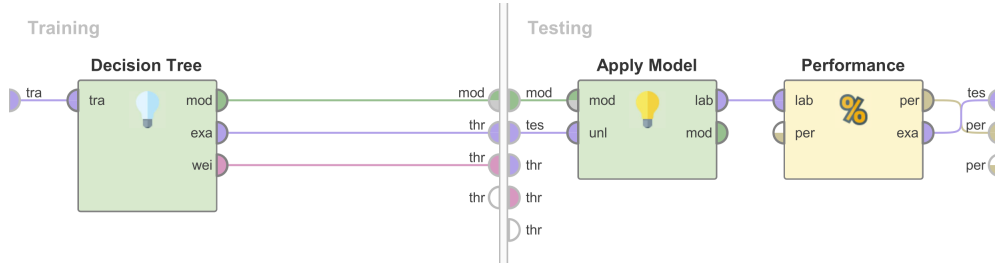 Training
Testing
Decision Tree
Apply Model
Performance
tra
tra
mod
mod
mod
mod
lab
lab
per
tes
exa
thr
tes
unl
mod
per
exa
per
wei
thr
thr
per
thr
thr
thr